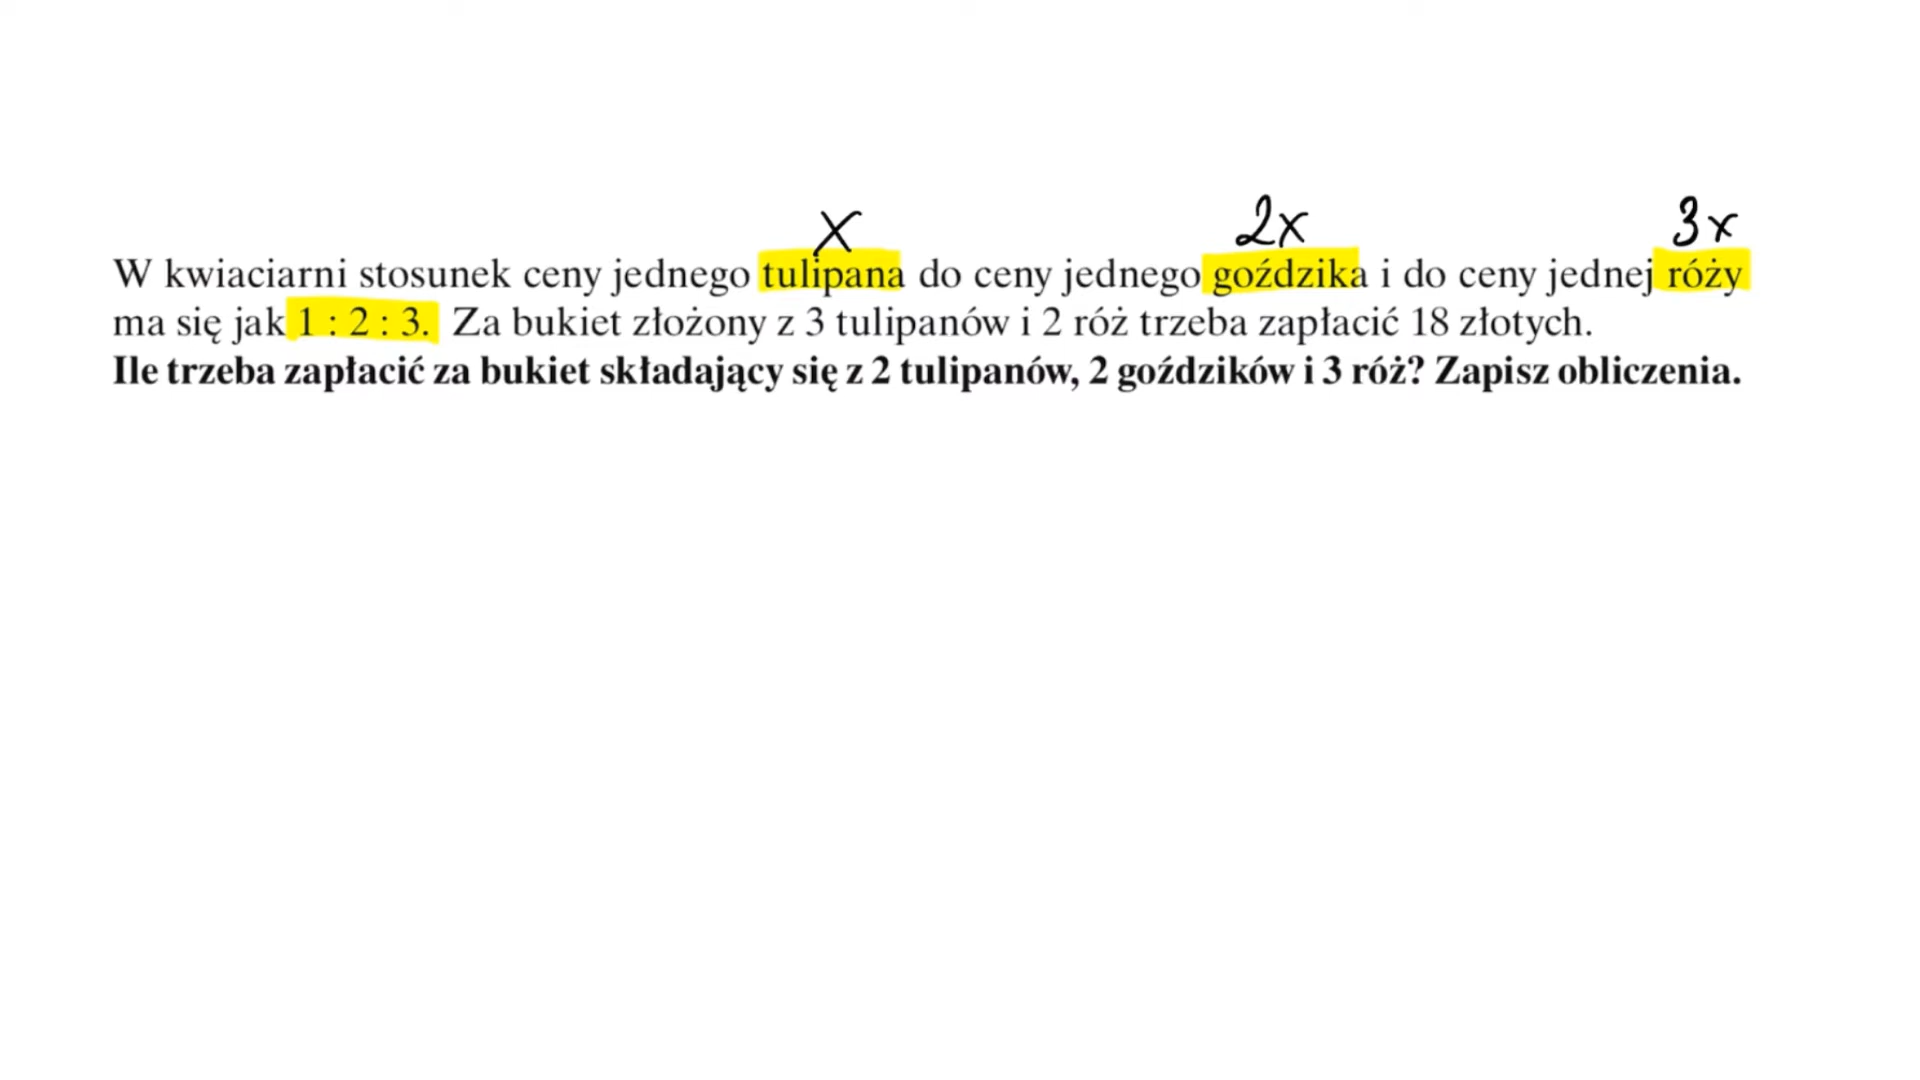 x 2x 3x
W kwiaciarni stosunek ceny jednego tulipana do ceny jednego goździka i do ceny jednej róży
ma się jak 1 : 2 : 3. Za bukiet złożony z 3 tulipanów i 2 róż trzeba zapłacić 18 złotych.
Ile trzeba zapłacić za bukiet składający się z 2 tulipanów, 2 goździków i 3 róż? Zapisz obliczenia.